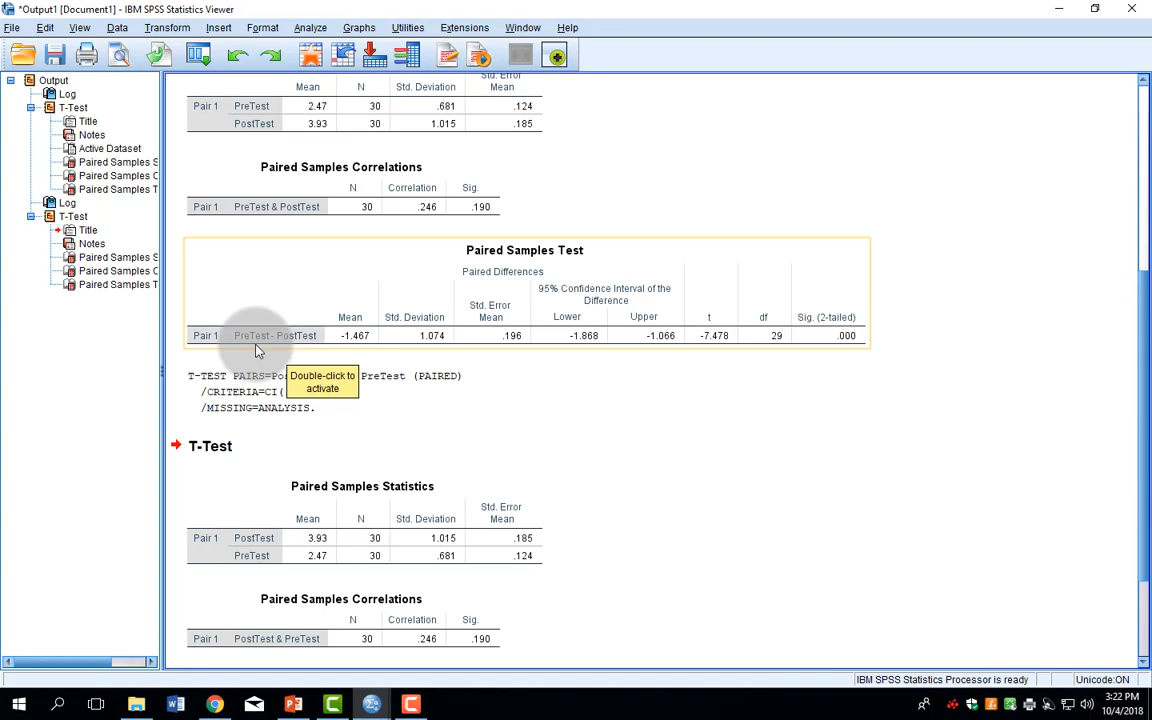 *Output1 [Document1] - IBM SPSS Statistics Viewer
File Edit View Data Transform Insert Format Analyze Graphs Utilities Extensions Window Help
Output
Log
T-Test
Title
Notes
Active Dataset
Paired Samples S
Paired Samples C
Paired Samples T
Log
T-Test
Title
Notes
Paired Samples S
Paired Samples C
Paired Samples T
Mean N Std. Deviation Std. Error Mean
Pair 1 PreTest 2.47 30 .681 .124
PostTest 3.93 30 1.015 .185
Paired Samples Correlations
N Correlation Sig.
Pair 1 PreTest & PostTest 30 .246 .190
Paired Samples Test
Paired Differences
95% Confidence Interval of the Difference
Mean Std. Deviation Std. Error Mean Lower Upper t df Sig. (2-tailed)
Pair 1 PreTest - PostTest -1.467 1.074 .196 -1.868 -1.066 -7.478 29 .000
T-TEST PAIRS=Pos PreTest (PAIRED)
/CRITERIA=CI(
/MISSING=ANALYSIS.
Double-click to
activate
T-Test
Paired Samples Statistics
Mean N Std. Deviation Std. Error Mean
Pair 1 PostTest 3.93 30 1.015 .185
PreTest 2.47 30 .681 .124
Paired Samples Correlations
N Correlation Sig.
Pair 1 PostTest & PreTest 30 .246 .190
IBM SPSS Statistics Processor is ready Unicode:ON
3:22 PM
10/4/2018